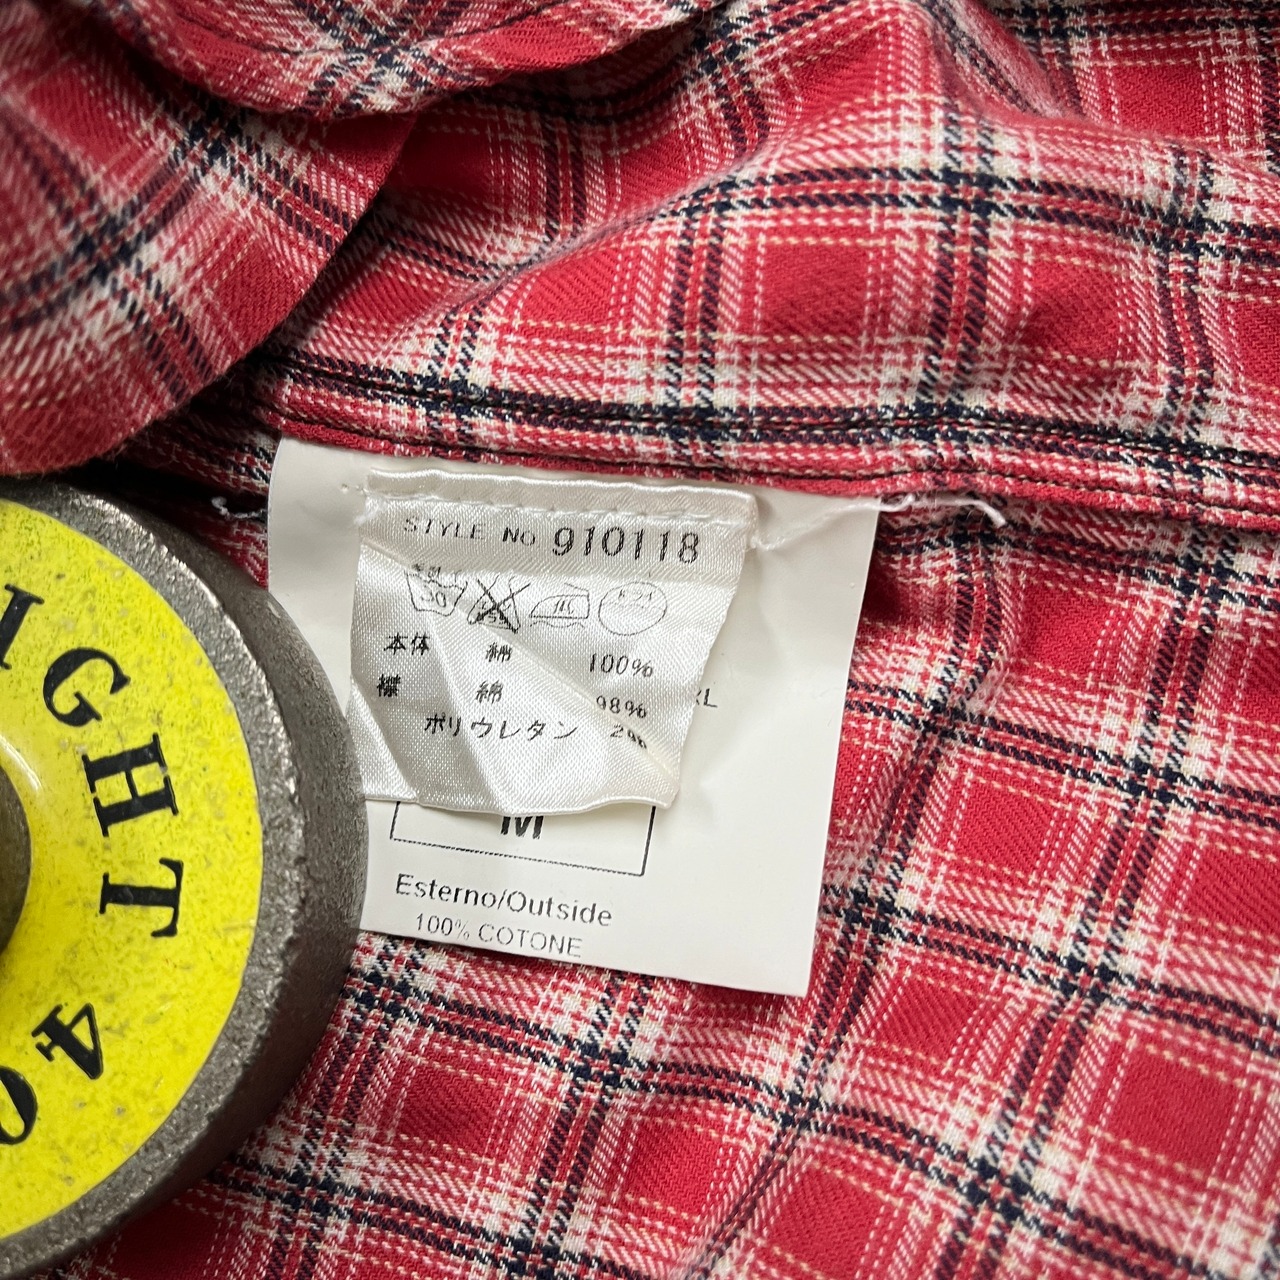 STYLE No 910118
本体 綿 100%
襟 綿 98%
ポリウレタン 2%
XL
M
Esterno/Outside
100% COTONE
IGHT 40